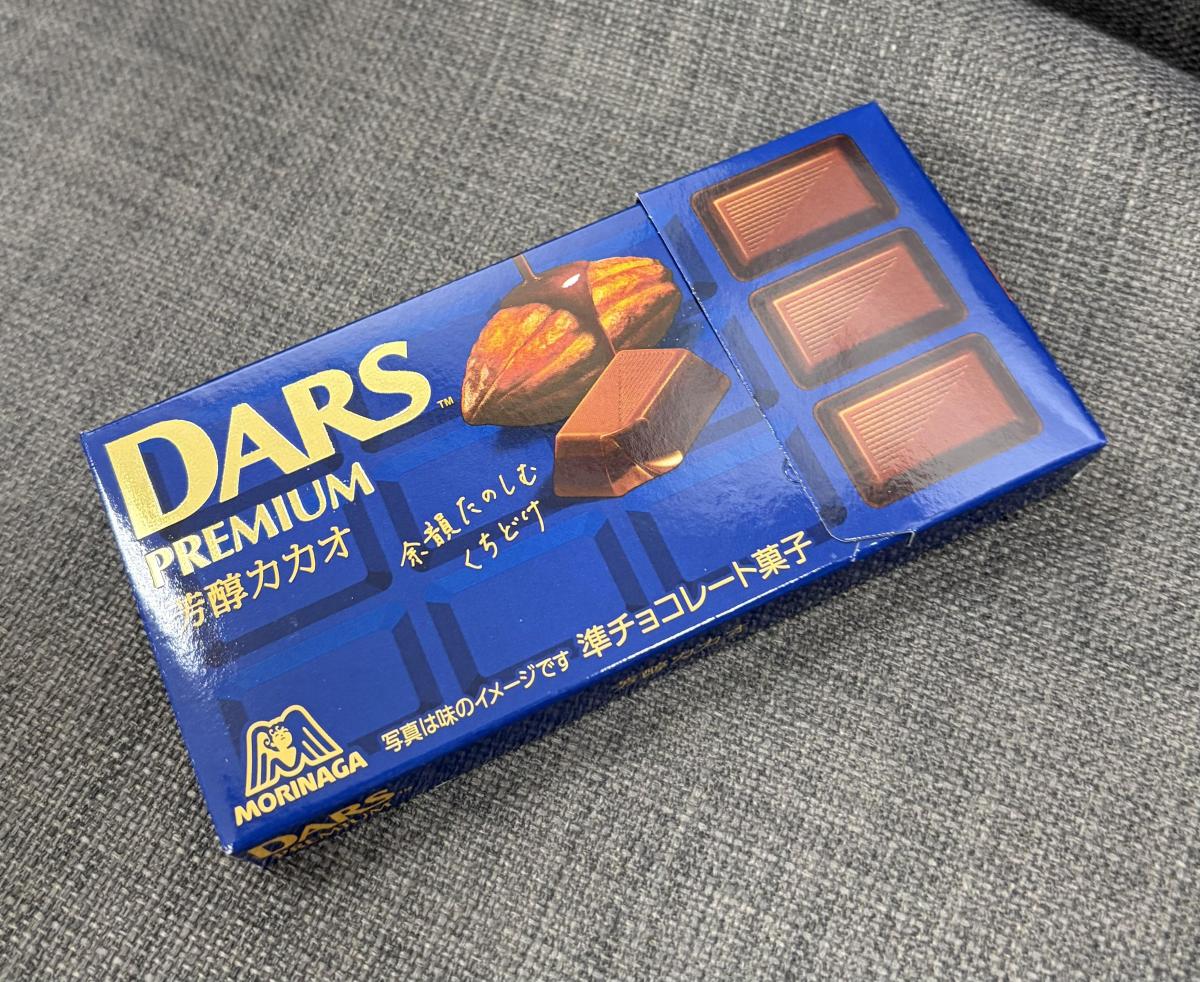 DARS™
PREMIUM
芳醇カカオ
余韻たのしむ
くちどけ
準チョコレート菓子
写真は味のイメージです
MORINAGA
DARS
PREMIUM